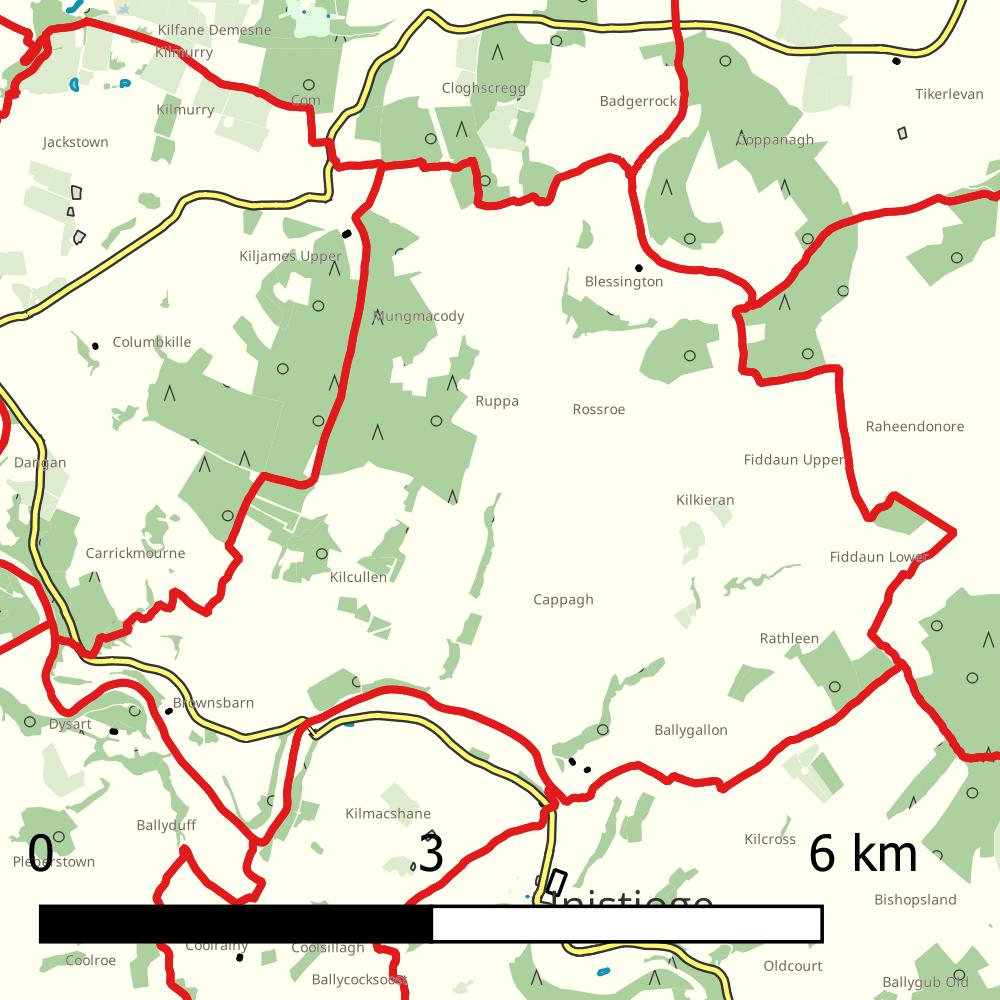 Kilfane Demesne
Kilmurry
Cloghscregg
Com
Badgerrock
Tikerlevan
Kilmurry
Jackstown
Coppanagh
Kiljames Upper
Blessington
Mungmacody
Columbkille
Ruppa
Rossroe
Raheendonore
Dangan
Fiddaun Upper
Kilkieran
Carrickmourne
Fiddaun Lower
Kilcullen
Cappagh
Rathleen
Brownsbarn
Dysart
Ballygallon
Kilmacshane
Ballyduff
Kilcross
0 3 6 km
Pleberstown
Bishopsland
Inistioge
Coolrainy
Coolsillagh
Coolroe
Oldcourt
Ballycocksoost
Ballygub Old